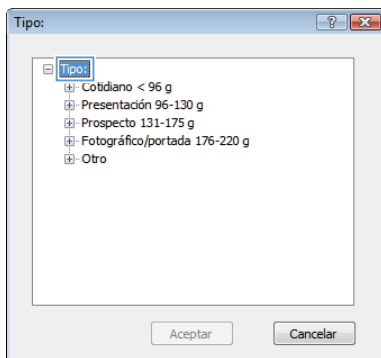 Tipo:
Tipo:
Cotidiano < 96 g
Presentación 96-130 g
Prospecto 131-175 g
Fotográfico/portada 176-220 g
Otro
Aceptar Cancelar